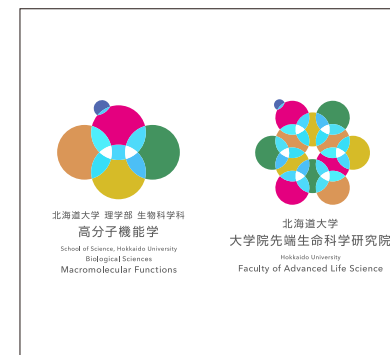 北海道大学 理学部 生物科学科
高分子機能学
School of Science, Hokkaido University
Biological Sciences
Macromolecular Functions
北海道大学
大学院先端生命科学研究院
Hokkaido University
Faculty of Advanced Life Science